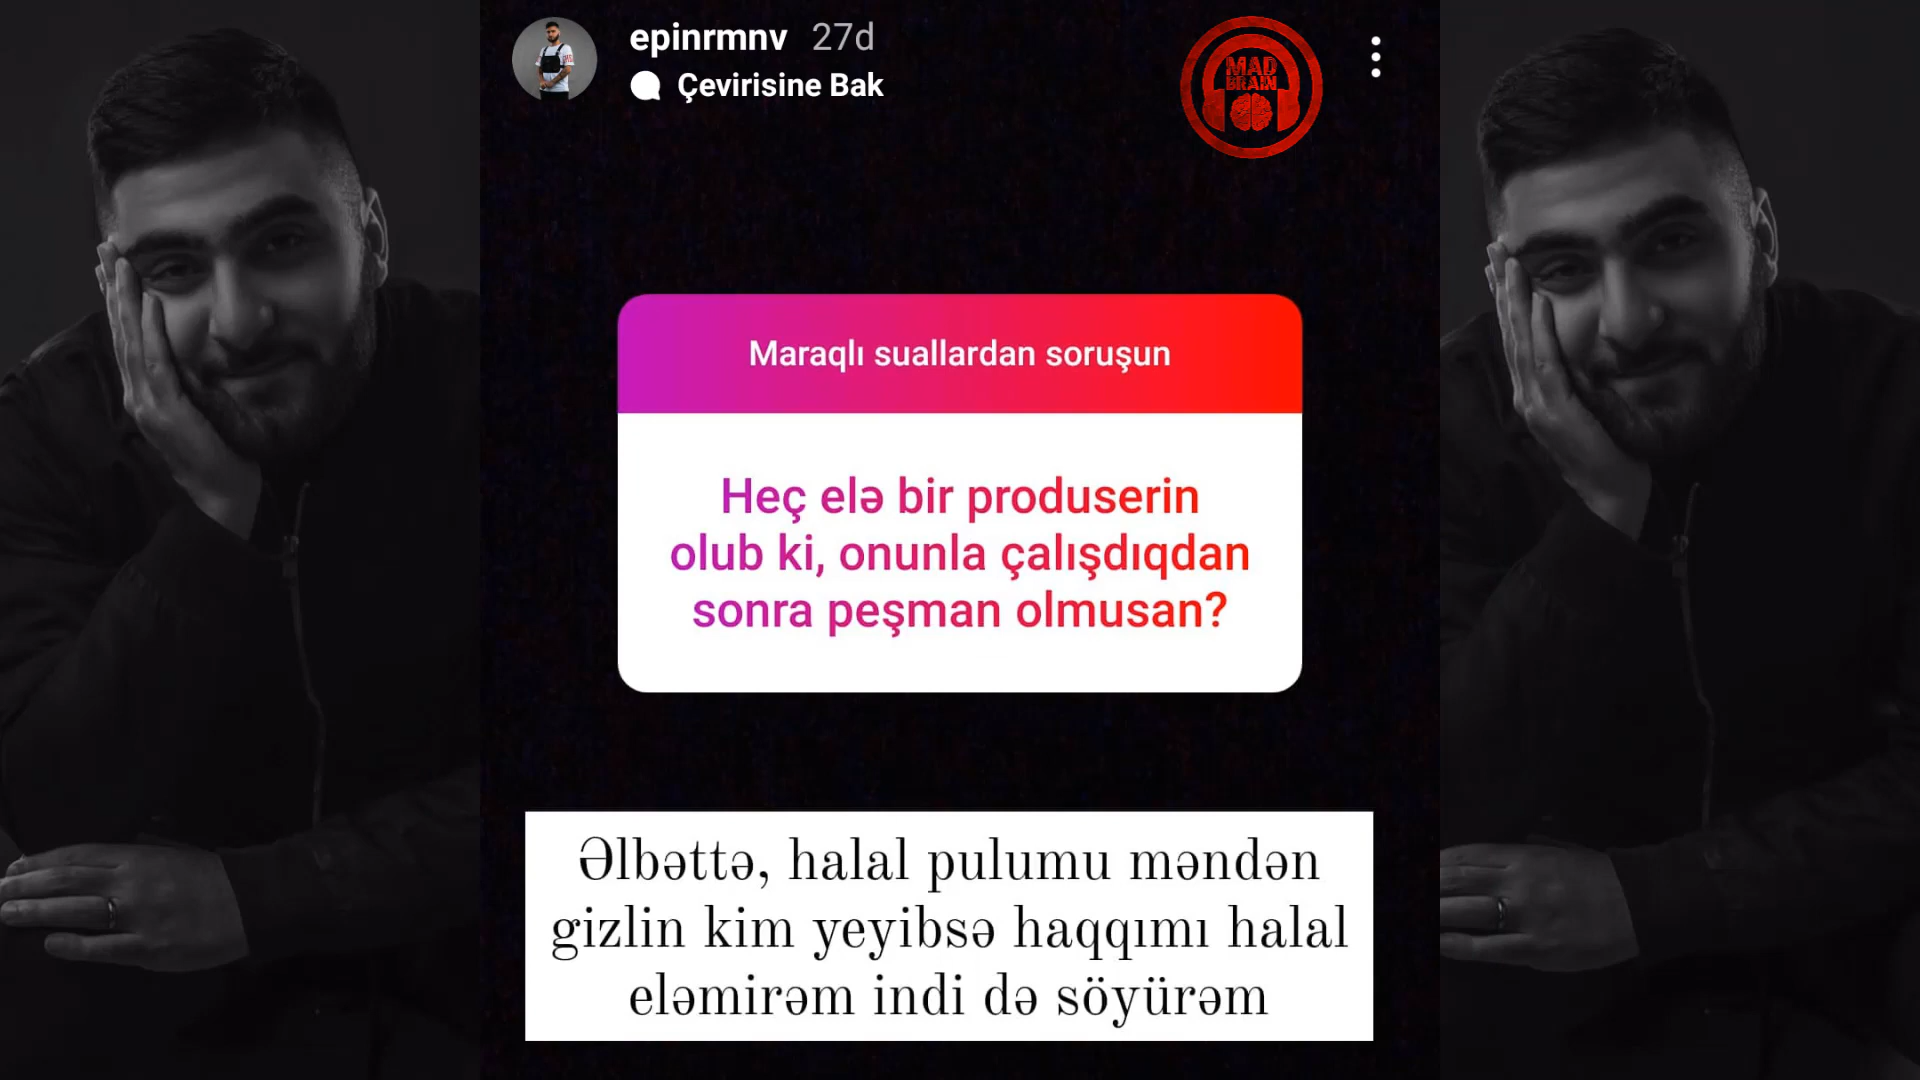 epinrmnv 27d
Çevirisine Bak
MAD
BRAIN
Maraqlı suallardan soruşun
Heç elə bir produserin
olub ki, onunla çalışdıqdan
sonra peşman olmusan?
Əlbəttə, halal pulumu məndən
gizlin kim yeyibsə haqqımı halal
eləmirəm indi də söyürəm